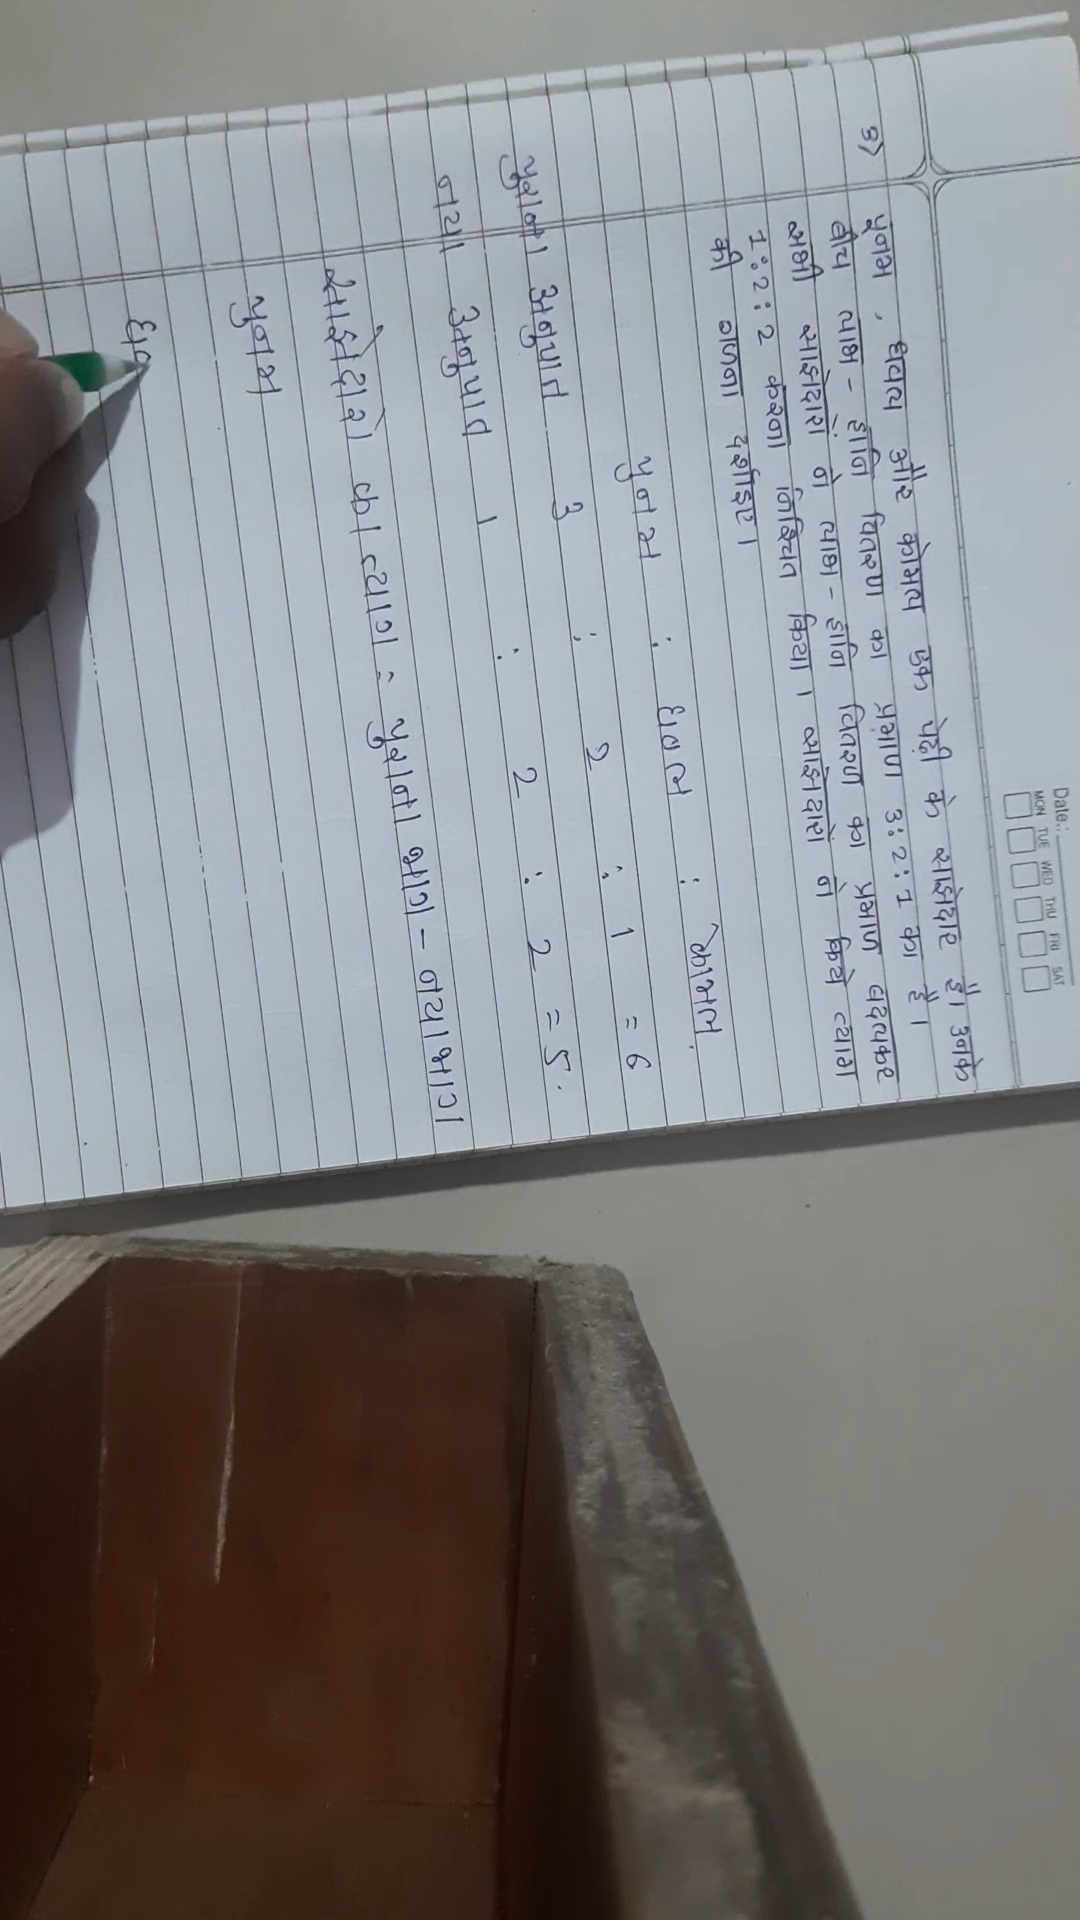 Date.:
MON TUE WED THU FRI SAT
8) पूनम, धवल और कोमल एक पेढ़ी के साझेदार हैं। उनके
बीच लाभ - हानि वितरण का प्रमाण 3:2:1 का हैं।
सभी साझेदारों ने लाभ - हानि वितरण का प्रमाण बदलकर
1:2:2 करना निश्चित किया। साझेदारों ने किये त्याग
की गणना दर्शाइए।
पुनम : धवल : कोमल
पुराना अनुपात 3 : 2 : 1 = 6
नया अनुपात 1 : 2 : 2 = 5.
साझेदारो का त्याग = पुराना भाग - नया भाग
पुनम
धव